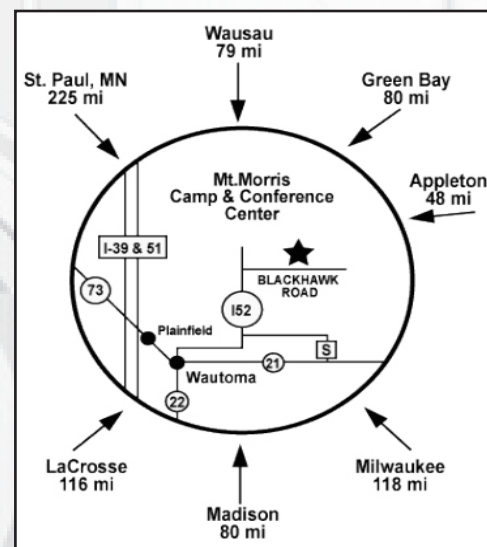 Wausau
79 mi
St. Paul, MN
225 mi
Green Bay
80 mi
Appleton
48 mi
Mt.Morris
Camp & Conference
Center
I-39 & 51
BLACKHAWK
ROAD
73
I52
Plainfield
S
21
Wautoma
22
LaCrosse
116 mi
Milwaukee
118 mi
Madison
80 mi